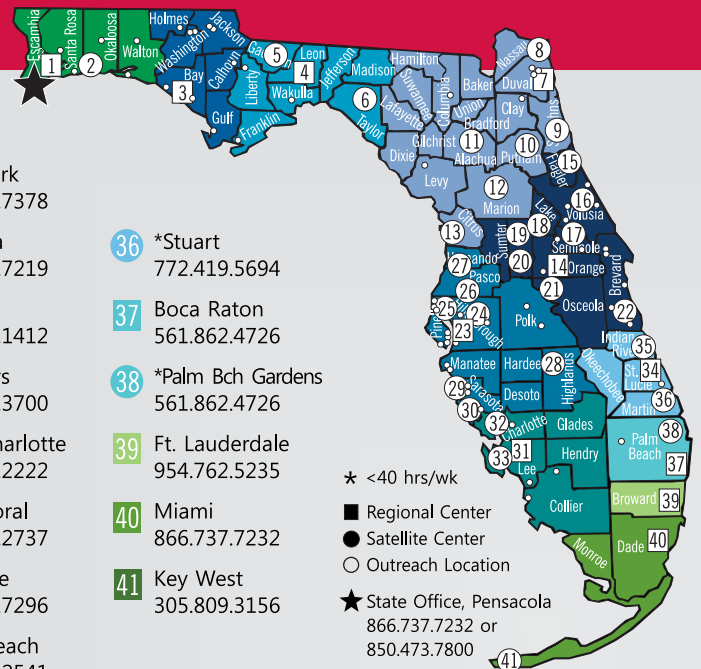 Escambia
Santa Rosa
Okaloosa
Walton
Holmes
Jackson
Washington
Bay
Calhoun
Gulf
Liberty
Leon
Wakulla
Franklin
Jefferson
Madison
Taylor
Hamilton
Suwannee
Lafayette
Columbia
Baker
Union
Bradford
Nassau
Duval
Clay
Gilchrist
Alachua
Putnam
Dixie
Levy
Marion
Flagler
Citrus
Sumter
Lake
Volusia
Seminole
Orange
Brevard
Osceola
Pasco
Polk
Indian River
Okeechobee
St. Lucie
Martin
Manatee
Hardee
Highlands
Sarasota
Desoto
Charlotte
Glades
Lee
Hendry
Palm Beach
Collier
Broward
Monroe
Dade
1
2
3
4
5
6
7
8
9
10
11
12
13
14
15
16
17
18
19
20
21
22
23
24
25
26
27
28
29
30
31
32
33
34
35
36
37
38
39
40
41
rk
7378
a
7219
1412
rs
3700
harlotte
2222
oral
2737
e
7296
each
36 *Stuart
772.419.5694
37 Boca Raton
561.862.4726
38 *Palm Bch Gardens
561.862.4726
39 Ft. Lauderdale
954.762.5235
40 Miami
866.737.7232
41 Key West
305.809.3156
* <40 hrs/wk
Regional Center
Satellite Center
Outreach Location
State Office, Pensacola
866.737.7232 or
850.473.7800